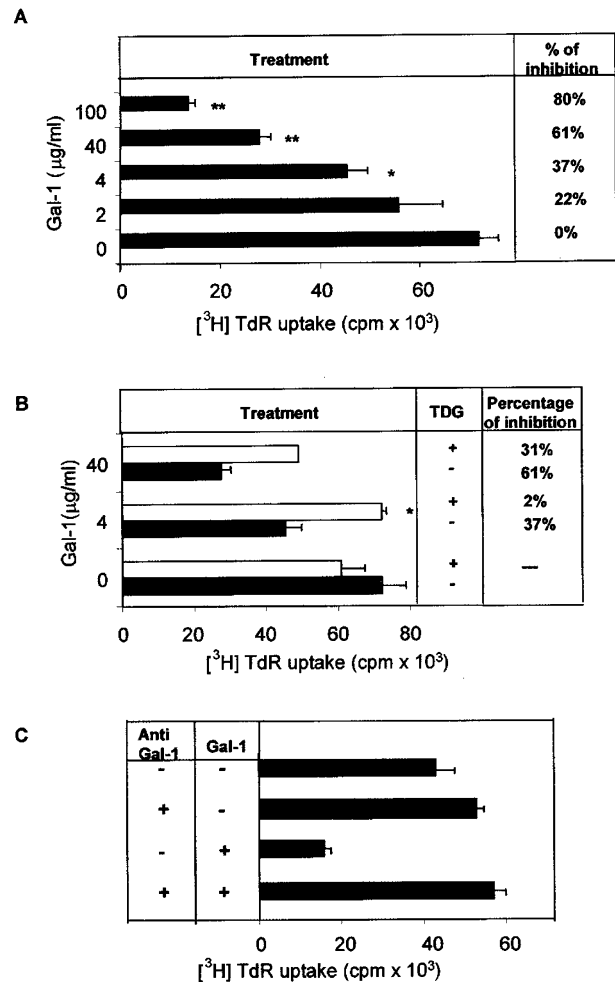 A
Treatment
% of
inhibition
100
** 80%
40
** 61%
4
* 37%
2
22%
0
0%
Gal-1 (µg/ml)
0 20 40 60
[³H] TdR uptake (cpm x 10³)
B
Treatment TDG Percentage
of inhibition
40
+ 31%
- 61%
4
* + 2%
- 37%
0
+ ---
-
Gal-1(µg/ml)
0 20 40 60 80
[³H] TdR uptake (cpm x 10³)
C
Anti
Gal-1 Gal-1
- -
+ -
- +
+ +
0 20 40 60
[³H] TdR uptake (cpm x 10³)